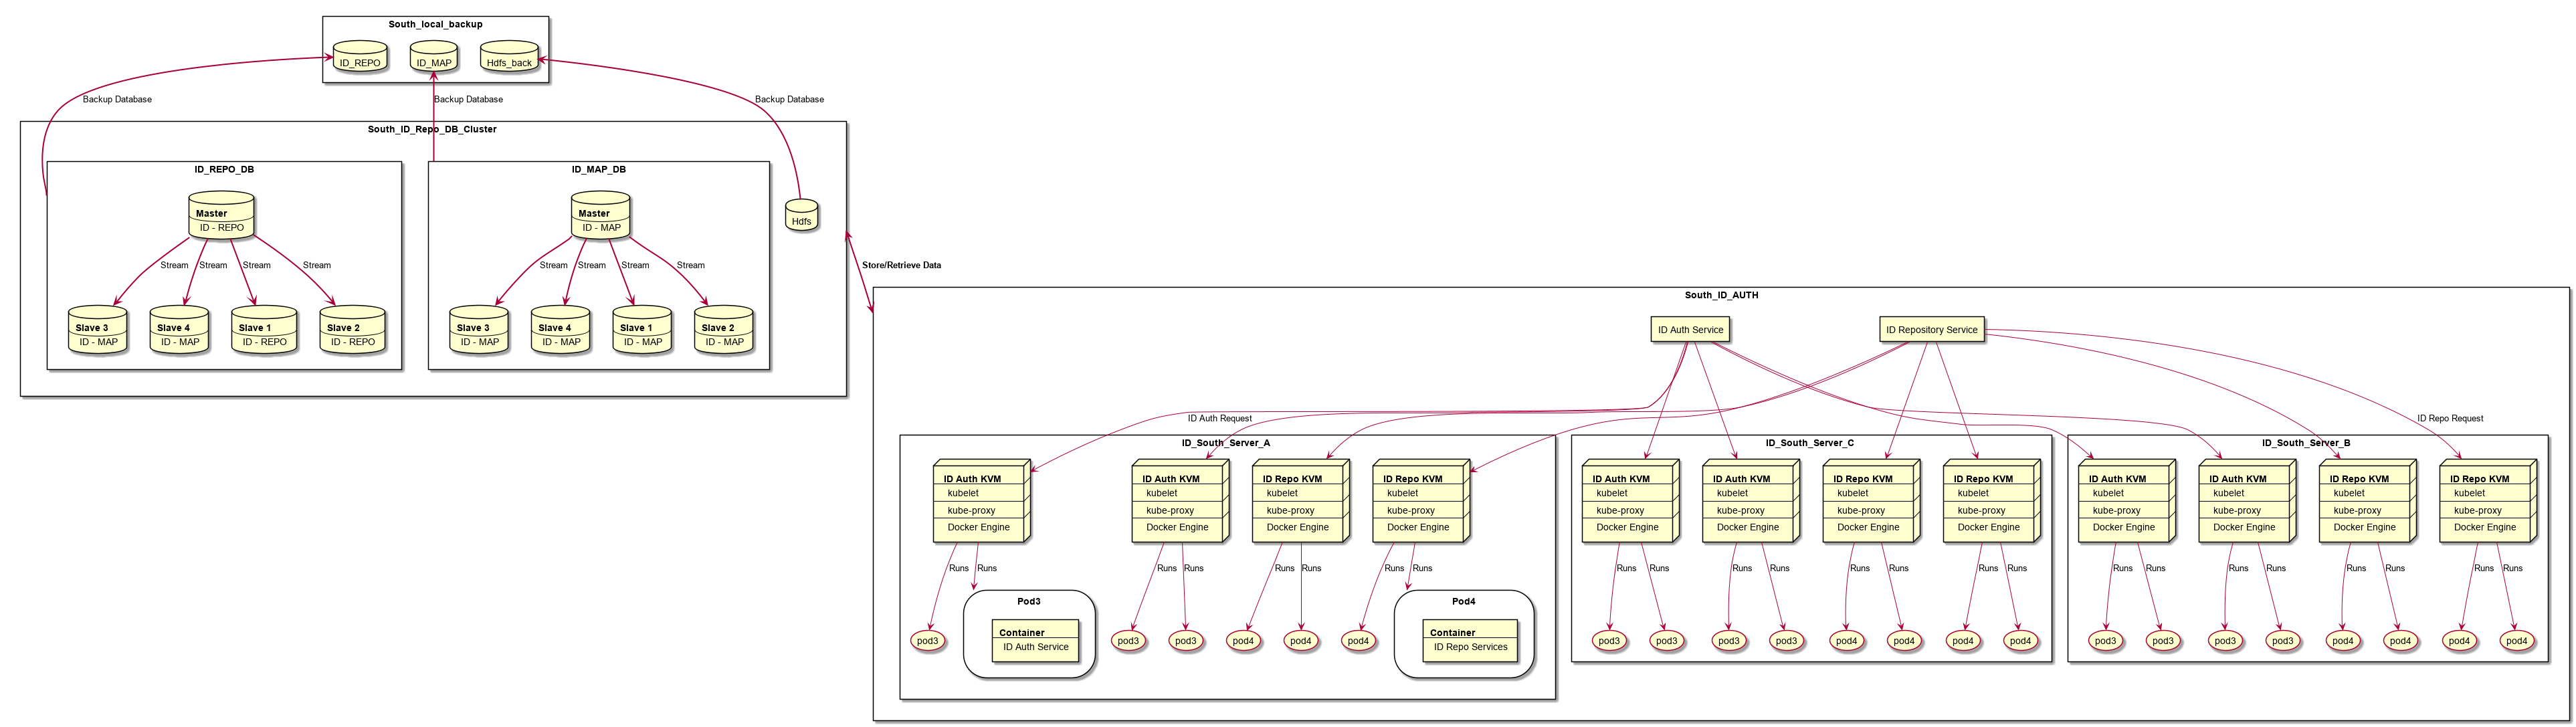 South_local_backup
ID_REPO
ID_MAP
Hdfs_back
Backup Database
Backup Database
Backup Database
South_ID_Repo_DB_Cluster
ID_REPO_DB
Master
ID - REPO
Stream
Stream
Stream
Stream
Slave 3
ID - MAP
Slave 4
ID - MAP
Slave 1
ID - REPO
Slave 2
ID - REPO
ID_MAP_DB
Master
ID - MAP
Stream
Stream
Stream
Stream
Slave 3
ID - MAP
Slave 4
ID - MAP
Slave 1
ID - MAP
Slave 2
ID - MAP
Hdfs
Store/Retrieve Data
South_ID_AUTH
ID Auth Service
ID Repository Service
ID Auth Request
ID Repo Request
ID_South_Server_A
ID Auth KVM
kubelet
kube-proxy
Docker Engine
ID Auth KVM
kubelet
kube-proxy
Docker Engine
ID Repo KVM
kubelet
kube-proxy
Docker Engine
ID Repo KVM
kubelet
kube-proxy
Docker Engine
Runs
Runs
Runs
Runs
Runs
Runs
Runs
Runs
pod3
Pod3
Container
ID Auth Service
pod3
pod3
pod4
pod4
pod4
Pod4
Container
ID Repo Services
ID_South_Server_C
ID Auth KVM
kubelet
kube-proxy
Docker Engine
ID Auth KVM
kubelet
kube-proxy
Docker Engine
ID Repo KVM
kubelet
kube-proxy
Docker Engine
ID Repo KVM
kubelet
kube-proxy
Docker Engine
Runs
Runs
Runs
Runs
Runs
Runs
Runs
Runs
pod3
pod3
pod3
pod3
pod4
pod4
pod4
pod4
ID_South_Server_B
ID Auth KVM
kubelet
kube-proxy
Docker Engine
ID Auth KVM
kubelet
kube-proxy
Docker Engine
ID Repo KVM
kubelet
kube-proxy
Docker Engine
ID Repo KVM
kubelet
kube-proxy
Docker Engine
Runs
Runs
Runs
Runs
Runs
Runs
Runs
Runs
pod3
pod3
pod3
pod3
pod4
pod4
pod4
pod4